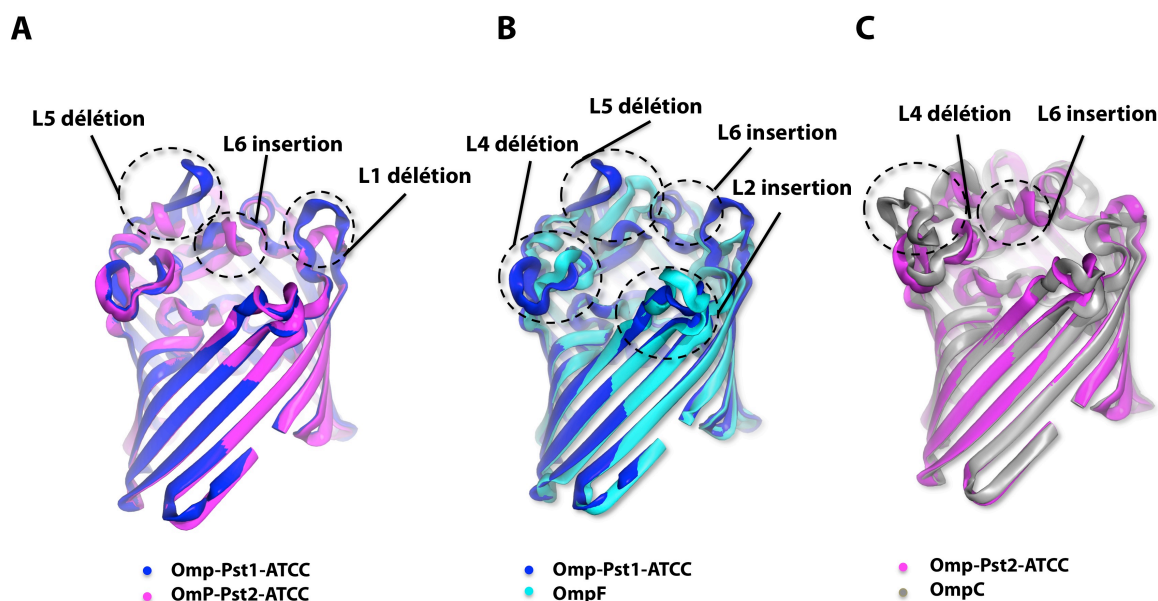 A
B
C
L5 délétion
L6 insertion
L1 délétion
L5 délétion
L4 délétion
L6 insertion
L2 insertion
L4 délétion
L6 insertion
Omp-Pst1-ATCC
OmP-Pst2-ATCC
Omp-Pst1-ATCC
OmpF
Omp-Pst2-ATCC
OmpC